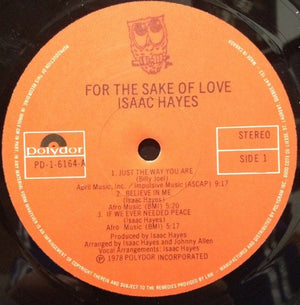 FOR THE SAKE OF LOVE
ISAAC HAYES
polydor
PD-1-6164-A
STEREO
SIDE 1
1. JUST THE WAY YOU ARE
(Billy Joel)
April Music, Inc. / Impulsive Music (ASCAP) 9:17
2. BELIEVE IN ME
(Isaac Hayes)
Afro Music (BMI) 5:20
3. IF WE EVER NEEDED PEACE
(Isaac Hayes)
Afro Music (BMI) 5:17
Produced by Isaac Hayes
Arranged by Isaac Hayes and Johnny Allen
Vocal Arrangements: Isaac Hayes
℗ 1978 POLYDOR INCORPORATED